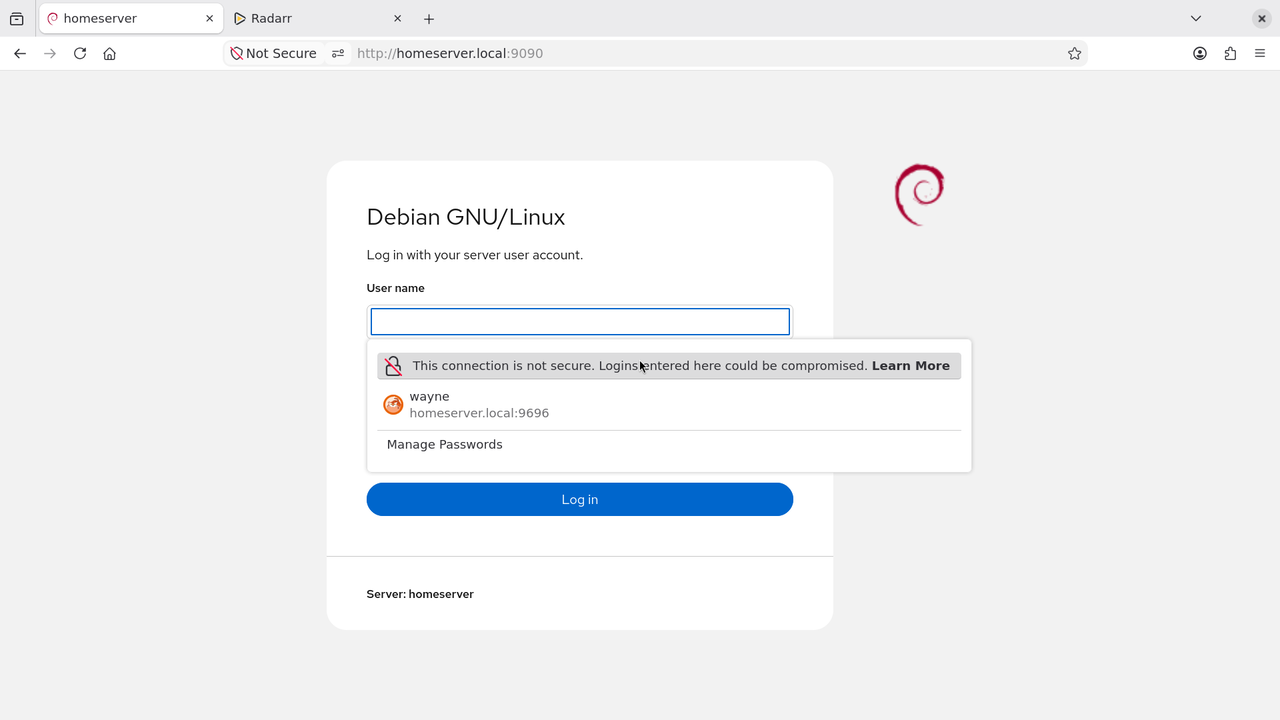 homeserver
Radarr
Not Secure
http://homeserver.local:9090
Debian GNU/Linux
Log in with your server user account.
User name
This connection is not secure. Logins entered here could be compromised. Learn More
wayne
homeserver.local:9696
Manage Passwords
Log in
Server: homeserver